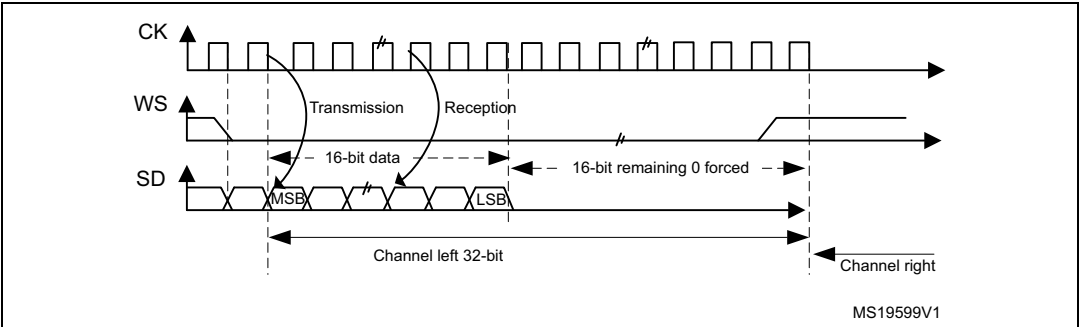 CK
Transmission
Reception
WS
16-bit data
16-bit remaining 0 forced
SD
MSB
LSB
Channel left 32-bit
Channel right
MS19599V1